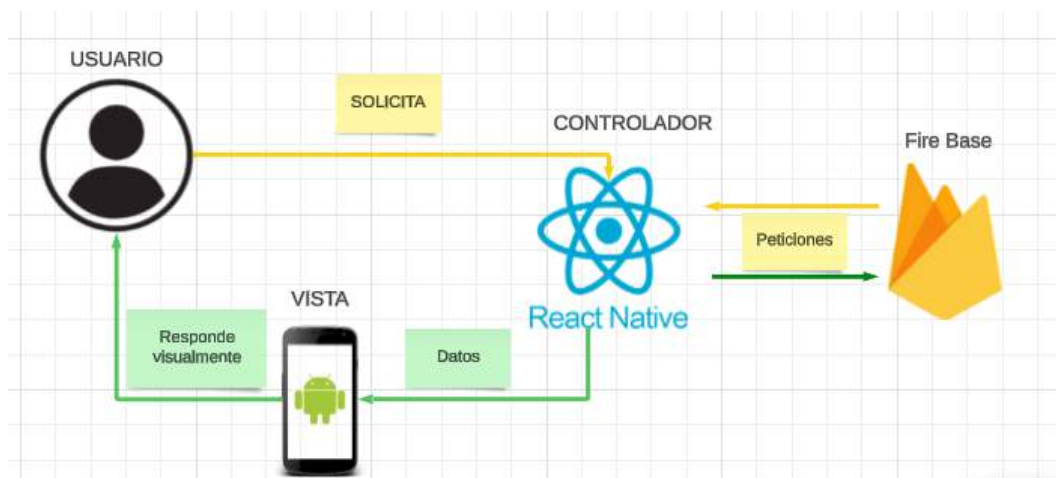 USUARIO
SOLICITA
CONTROLADOR
Fire Base
Peticiones
React Native
VISTA
Responde
visualmente
Datos